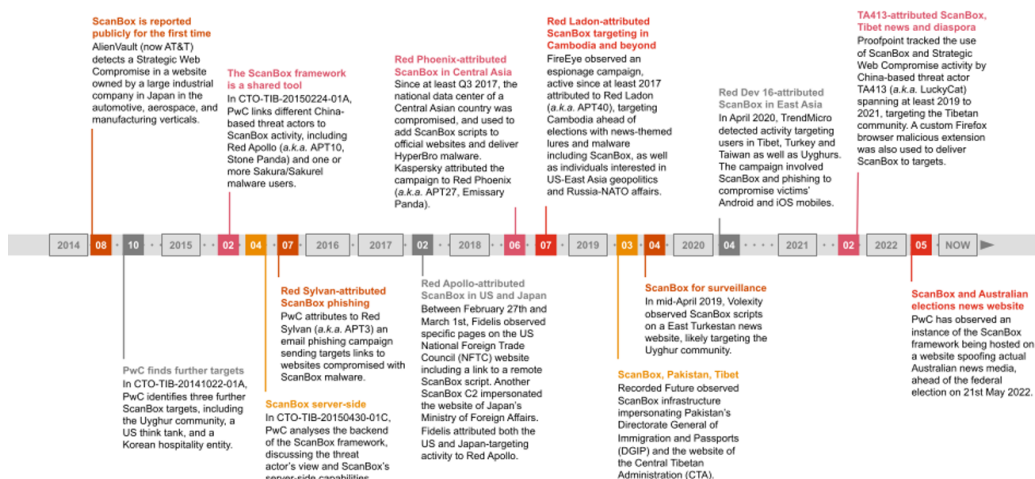 ScanBox is reported
publicly for the first time
AlienVault (now AT&T)
detects a Strategic Web
Compromise in a website
owned by a large industrial
company in Japan in the
automotive, aerospace, and
manufacturing verticals.
The ScanBox framework
is a shared tool
In CTO-TIB-20150224-01A,
PwC links different China-
based threat actors to
ScanBox activity, including
Red Apollo (a.k.a. APT10,
Stone Panda) and one or
more Sakura/Sakurel
malware users.
Red Phoenix-attributed
ScanBox in Central Asia
Since at least Q3 2017, the
national data center of a
Central Asian country was
compromised, and used to
add ScanBox scripts to
official websites and deliver
HyperBro malware.
Kaspersky attributed the
campaign to Red Phoenix
(a.k.a. APT27, Emissary
Panda).
Red Ladon-attributed
ScanBox targeting in
Cambodia and beyond
FireEye observed an
espionage campaign,
active since at least 2017
attributed to Red Ladon
(a.k.a. APT40), targeting
Cambodia ahead of
elections with news-themed
lures and malware
including ScanBox, as well
as individuals interested in
US-East Asia geopolitics
and Russia-NATO affairs.
Red Dev 16-attributed
ScanBox in East Asia
In April 2020, TrendMicro
detected activity targeting
users in Tibet, Turkey and
Taiwan as well as Uyghurs.
The campaign involved
ScanBox and phishing to
compromise victims'
Android and iOS mobiles.
TA413-attributed ScanBox,
Tibet news and diaspora
Proofpoint tracked the use
of ScanBox and Strategic
Web Compromise activity by
China-based threat actor
TA413 (a.k.a. LuckyCat)
spanning at least 2019 to
2021, targeting the Tibetan
community. A custom Firefox
browser malicious extension
was also used to deliver
ScanBox to targets.
2014 08 10 2015 02 04 07 2016 2017 02 2018 06 07 2019 03 04 2020 04 2021 02 2022 05 NOW
PwC finds further targets
In CTO-TIB-20141022-01A,
PwC identifies three further
ScanBox targets, including
the Uyghur community, a
US think tank, and a
Korean hospitality entity.
ScanBox server-side
In CTO-TIB-20150430-01C,
PwC analyses the backend
of the ScanBox framework,
discussing the threat
actor's view and ScanBox's
server-side capabilities
Red Sylvan-attributed
ScanBox phishing
PwC attributes to Red
Sylvan (a.k.a. APT3) an
email phishing campaign
sending targets links to
websites compromised with
ScanBox malware.
Red Apollo-attributed
ScanBox in US and Japan
Between February 27th and
March 1st, Fidelis observed
specific pages on the US
National Foreign Trade
Council (NFTC) website
including a link to a remote
ScanBox script. Another
ScanBox C2 impersonated
the website of Japan's
Ministry of Foreign Affairs.
Fidelis attributed both the
US and Japan-targeting
activity to Red Apollo.
ScanBox, Pakistan, Tibet
Recorded Future observed
ScanBox infrastructure
impersonating Pakistan's
Directorate General of
Immigration and Passports
(DGIP) and the website of
the Central Tibetan
Administration (CTA).
ScanBox for surveillance
In mid-April 2019, Volexity
observed ScanBox scripts
on a East Turkestan news
website, likely targeting the
Uyghur community.
ScanBox and Australian
elections news website
PwC has observed an
instance of the ScanBox
framework being hosted on
a website spoofing actual
Australian news media,
ahead of the federal
election on 21st May 2022.